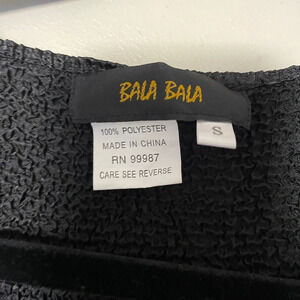 BALA BALA
100% POLYESTER
MADE IN CHINA
RN 99987
CARE SEE REVERSE
S